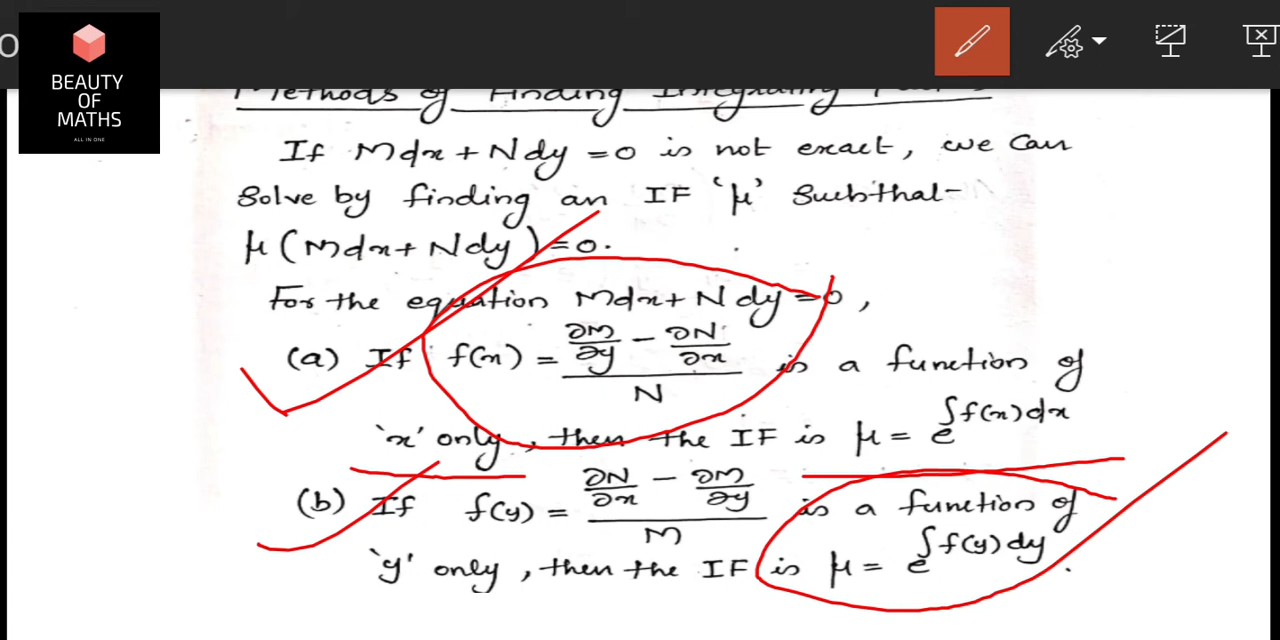 BEAUTY
OF
MATHS
ALL IN ONE
Methods of Finding Integrating
If Mdx + Ndy = 0 is not exact, we can
Solve by finding an IF 'μ' Such that
μ(Mdx + Ndy) = 0.
For the equation Mdx + Ndy = 0,
(a) If f(x) = (∂M/∂y − ∂N/∂x)/N is a function of
'x' only, then the IF is μ = e^∫f(x)dx
(b) If f(y) = (∂N/∂x − ∂M/∂y)/M is a function of
'y' only, then the IF is μ = e^∫f(y)dy.